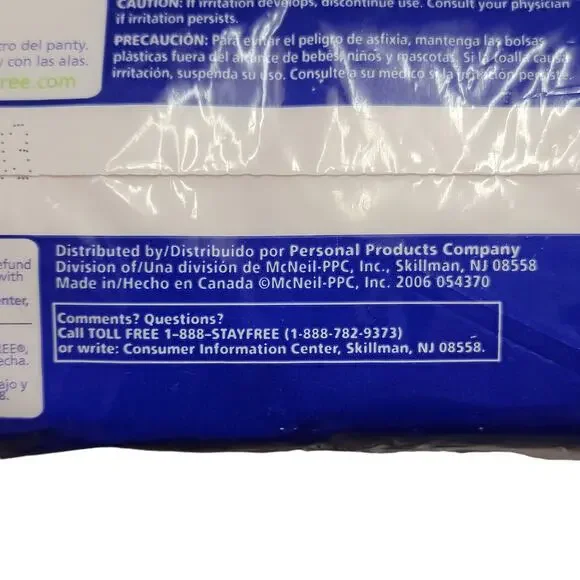 CAUTION: If irritation develops, discontinue use. Consult your physician
if irritation persists.
PRECAUCIÓN: Para evitar el peligro de asfixia, mantenga las bolsas
plásticas fuera del alcance de bebés, niños y mascotas. Si la toalla causa
irritación, suspenda su uso. Consulte a su médico si la irritación persiste.
tro del panty.
y con las alas.
ree.com
Distributed by/Distribuido por Personal Products Company
Division of/Una división de McNeil-PPC, Inc., Skillman, NJ 08558
Made in/Hecho en Canada ©McNeil-PPC, Inc. 2006 054370
Comments? Questions?
Call TOLL FREE 1-888-STAYFREE (1-888-782-9373)
or write: Consumer Information Center, Skillman, NJ 08558.
efund
with
enter,
EE®,
echa.
ajo y
8.